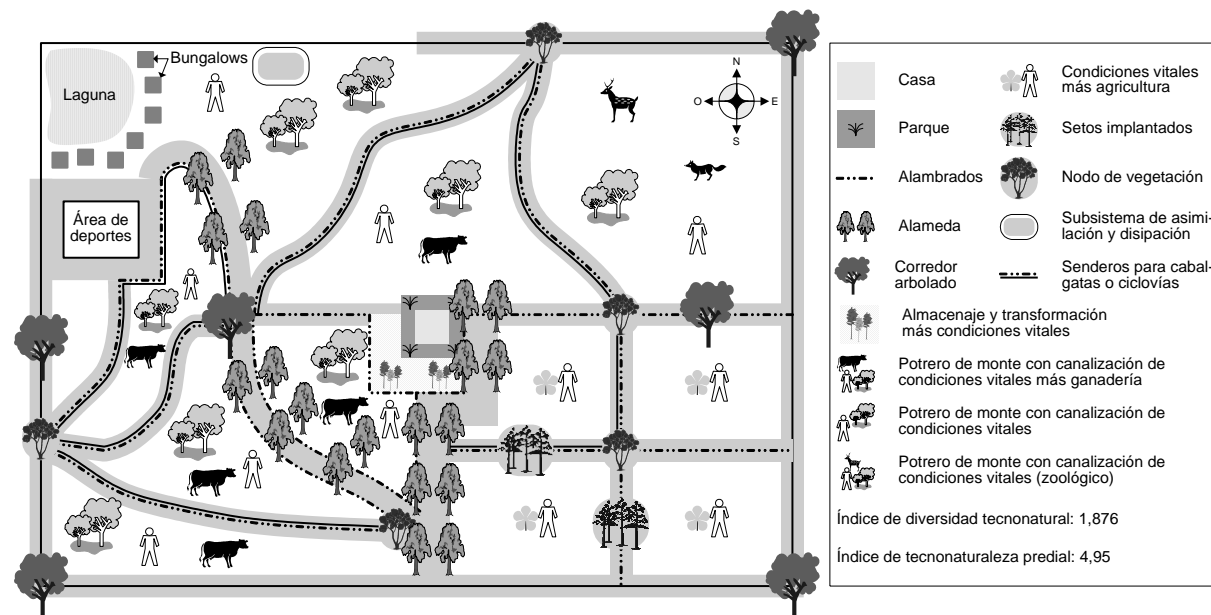 Bungalows
Laguna
Área de
deportes
N
O
E
S
Casa
Parque
Alambrados
Alameda
Corredor
arbolado
Almacenaje y transformación
más condiciones vitales
Potrero de monte con canalización de
condiciones vitales más ganadería
Potrero de monte con canalización de
condiciones vitales
Potrero de monte con canalización de
condiciones vitales (zoológico)
Condiciones vitales
más agricultura
Setos implantados
Nodo de vegetación
Subsistema de asimi-
lación y disipación
Senderos para cabal-
gatas o ciclovías
Índice de diversidad tecnonatural: 1,876
Índice de tecnonaturaleza predial: 4,95